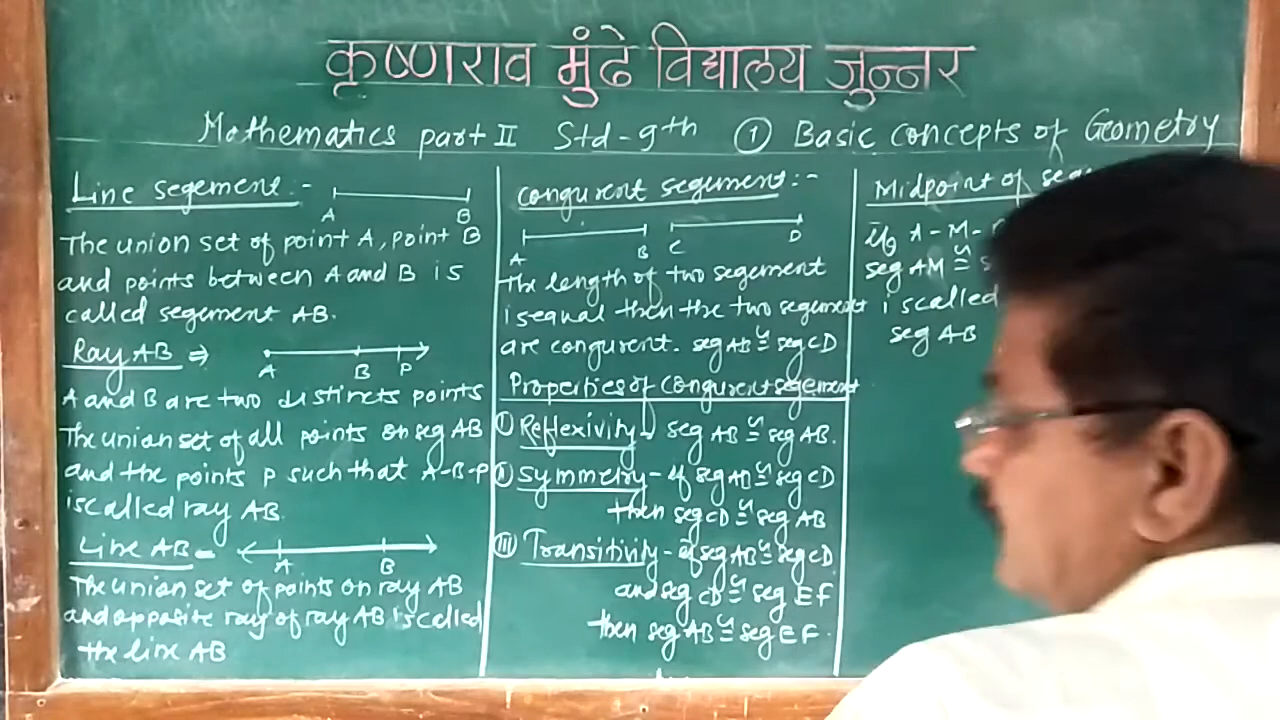 कृष्णराव मुंढे विद्यालय जुन्नर
Mathematics part II Std - 9th ① Basic concepts of Geometry
Line segement :-
A B
The union set of point A, point B
and points between A and B is
called segement AB.
Ray AB ⇒
A B P
A and B are two distincts points
The union set of all points on seg AB
and the points P such that A-B-P
is called ray AB.
Line AB -
A B
The union set of points on ray AB
and opposite ray of ray AB is called
the line AB
congurent segument :-
A B C D
The length of two segement
is equal then the two segument
are congurent. seg AB ≅ seg CD
Properties of congurent segement
I Reflexivity - seg AB ≅ seg AB.
II Symmetry - if seg AB ≅ seg CD
then seg CD ≅ seg AB
III Transitivity - if seg AB ≅ seg CD
and seg CD ≅ seg EF
then seg AB ≅ seg EF.
Midpoint of
A - M -
seg AM ≅
is called
seg AB